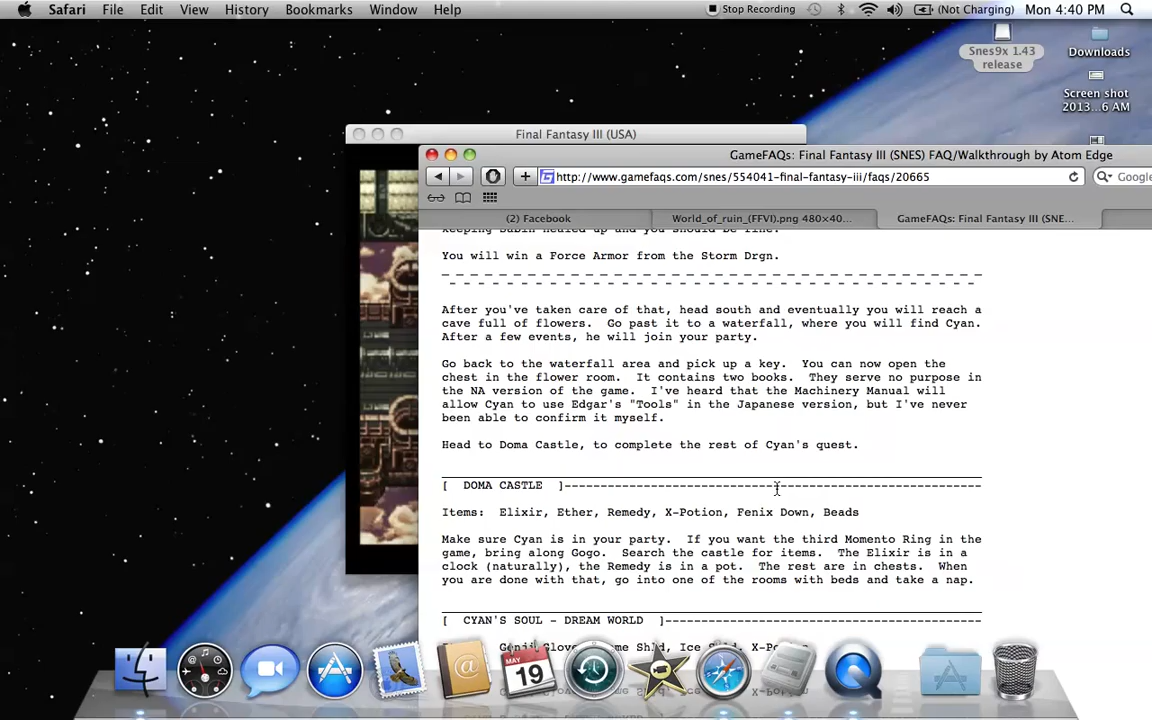 Safari File Edit View History Bookmarks Window Help Stop Recording (Not Charging) Mon 4:40 PM
Snes9x 1.43
release
Downloads
Screen shot
2013...6 AM
Final Fantasy III (USA)
GameFAQs: Final Fantasy III (SNES) FAQ/Walkthrough by Atom Edge
http://www.gamefaqs.com/snes/554041-final-fantasy-iii/faqs/20665
Google
(2) Facebook World_of_ruin_(FFVI).png 480×40... GameFAQs: Final Fantasy III (SNE...
keeping Sabin healed up and you should be fine.
You will win a Force Armor from the Storm Drgn.
After you've taken care of that, head south and eventually you will reach a
cave full of flowers.  Go past it to a waterfall, where you will find Cyan.
After a few events, he will join your party.
Go back to the waterfall area and pick up a key.  You can now open the
chest in the flower room.  It contains two books.  They serve no purpose in
the NA version of the game.  I've heard that the Machinery Manual will
allow Cyan to use Edgar's "Tools" in the Japanese version, but I've never
been able to confirm it myself.
Head to Doma Castle, to complete the rest of Cyan's quest.
[  DOMA CASTLE  ]----------------------------------------------------------
Items:  Elixir, Ether, Remedy, X-Potion, Fenix Down, Beads
Make sure Cyan is in your party.  If you want the third Momento Ring in the
game, bring along Gogo.  Search the castle for items.  The Elixir is in a
clock (naturally), the Remedy is in a pot.  The rest are in chests.  When
you are done with that, go into one of the rooms with beds and take a nap.
[  CYAN'S SOUL - DREAM WORLD  ]--------------------------------------------
MAY
19